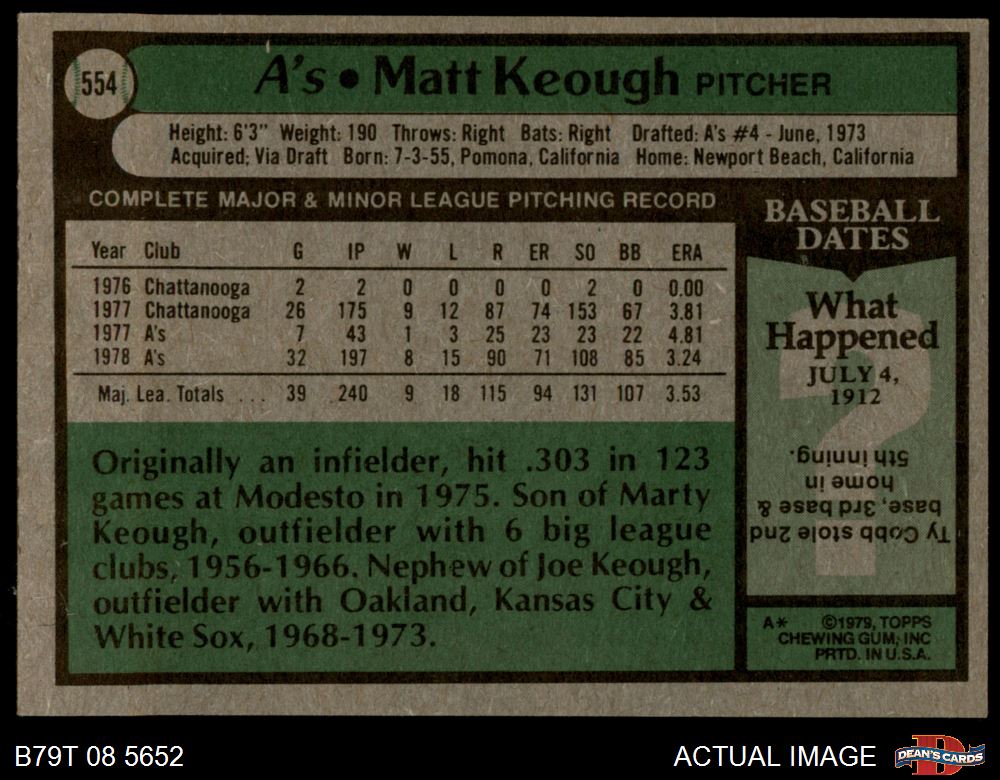 554
A's • Matt Keough PITCHER
Height: 6'3" Weight: 190 Throws: Right Bats: Right Drafted: A's #4 - June, 1973
Acquired: Via Draft Born: 7-3-55, Pomona, California Home: Newport Beach, California
COMPLETE MAJOR & MINOR LEAGUE PITCHING RECORD
Year Club G IP W L R ER SO BB ERA
1976 Chattanooga 2 2 0 0 0 0 2 0 0.00
1977 Chattanooga 26 175 9 12 87 74 153 67 3.81
1977 A's 7 43 1 3 25 23 23 22 4.81
1978 A's 32 197 8 15 90 71 108 85 3.24
Maj. Lea. Totals ... 39 240 9 18 115 94 131 107 3.53
Originally an infielder, hit .303 in 123
games at Modesto in 1975. Son of Marty
Keough, outfielder with 6 big league
clubs, 1956-1966. Nephew of Joe Keough,
outfielder with Oakland, Kansas City &
White Sox, 1968-1973.
BASEBALL
DATES
What
Happened
JULY 4,
1912
?
Ty Cobb stole 2nd
base, 3rd base &
home in
5th inning.
A* ©1979, TOPPS
CHEWING GUM, INC
PRTD. IN U.S.A.
B79T 08 5652
ACTUAL IMAGE
D
DEAN'S CARDS